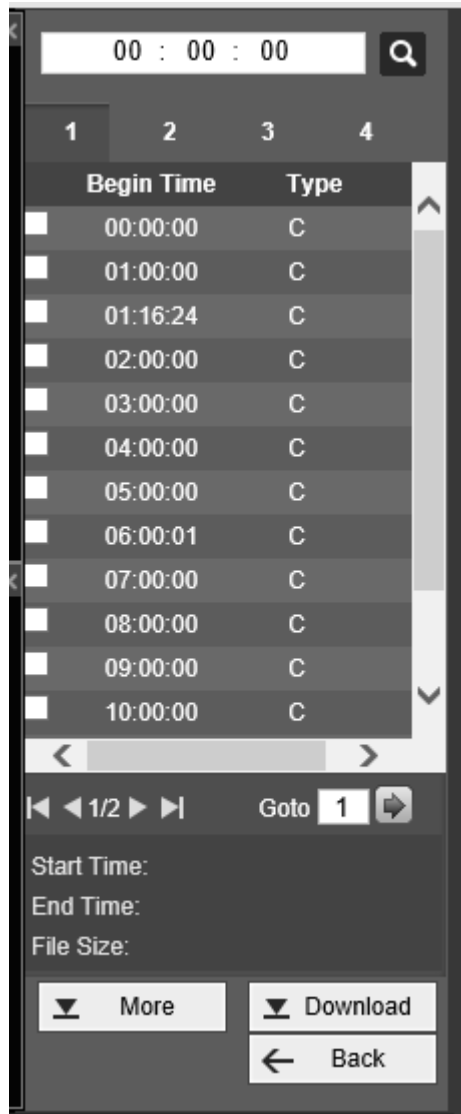 00 : 00 : 00
1 2 3 4
Begin Time Type
00:00:00 C
01:00:00 C
01:16:24 C
02:00:00 C
03:00:00 C
04:00:00 C
05:00:00 C
06:00:01 C
07:00:00 C
08:00:00 C
09:00:00 C
10:00:00 C
1/2 Goto 1
Start Time:
End Time:
File Size:
More Download
Back